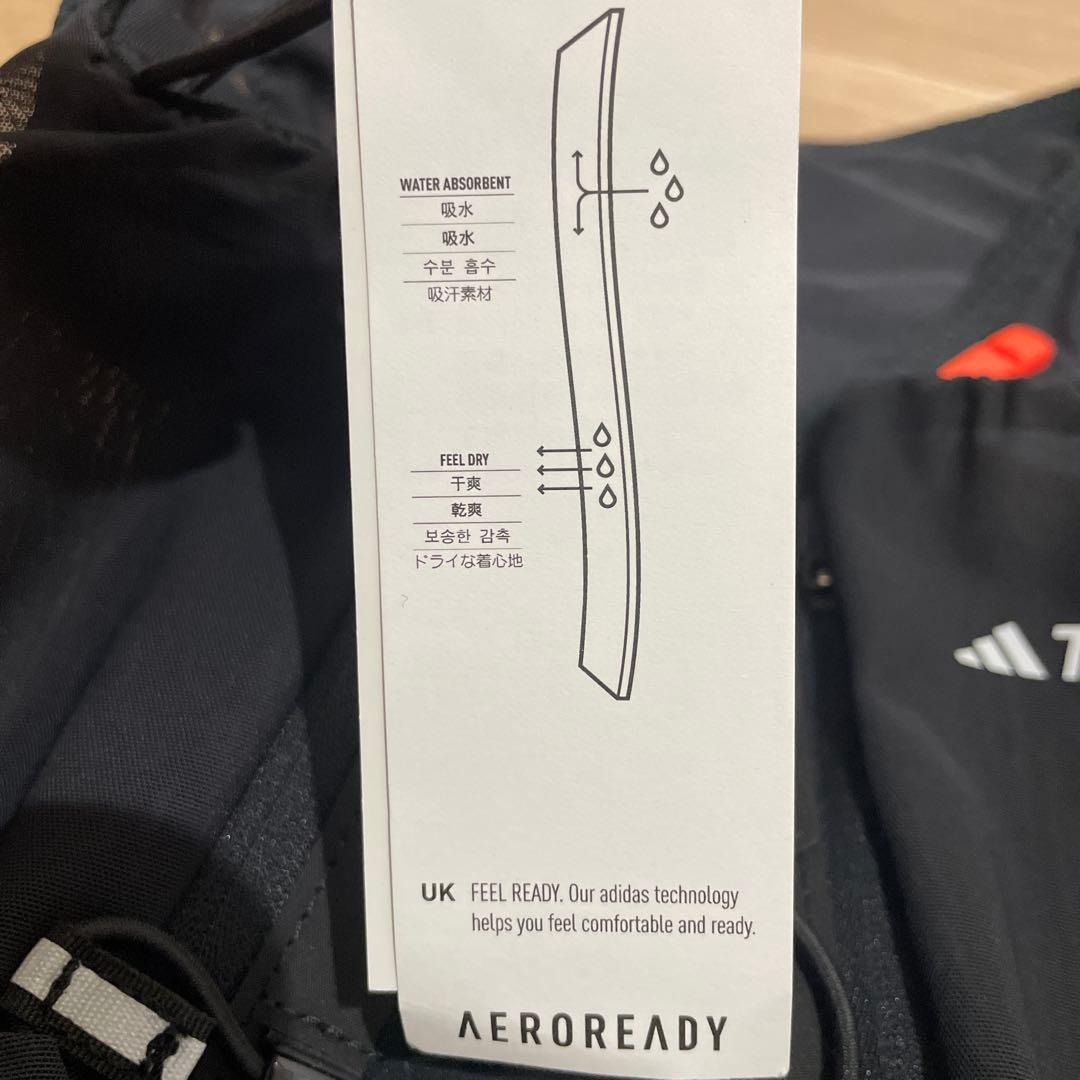 WATER ABSORBENT
吸水
吸水
수분 흡수
吸汗素材
FEEL DRY
干爽
乾爽
보송한 감촉
ドライな着心地
T
UK FEEL READY. Our adidas technology
helps you feel comfortable and ready.
AEROREADY